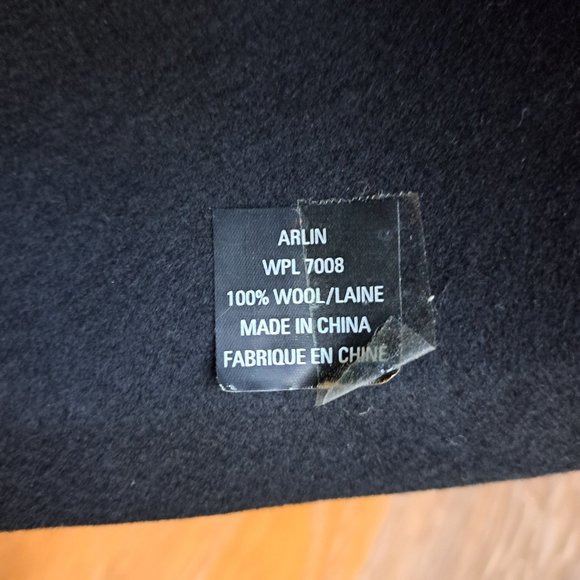 ARLIN
WPL 7008
100% WOOL/LAINE
MADE IN CHINA
FABRIQUE EN CHINE